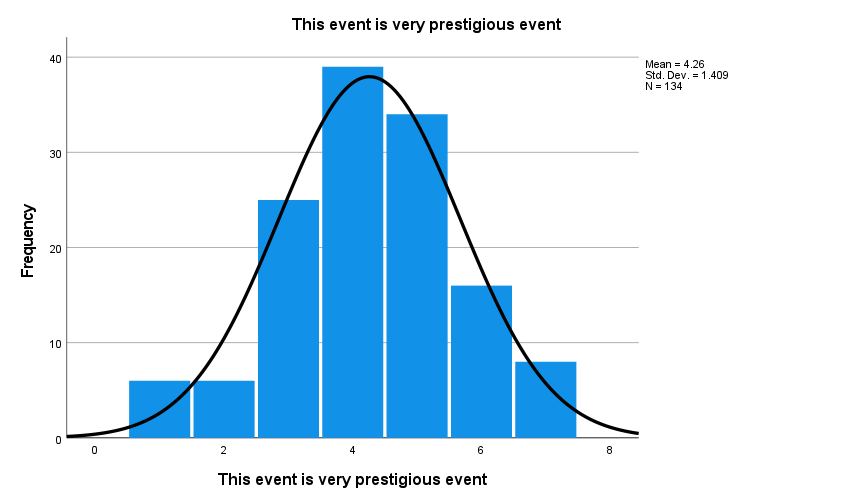 This event is very prestigious event
Mean = 4.26
Std. Dev. = 1.409
N = 134
Frequency
40
30
20
10
0
0 2 4 6 8
This event is very prestigious event